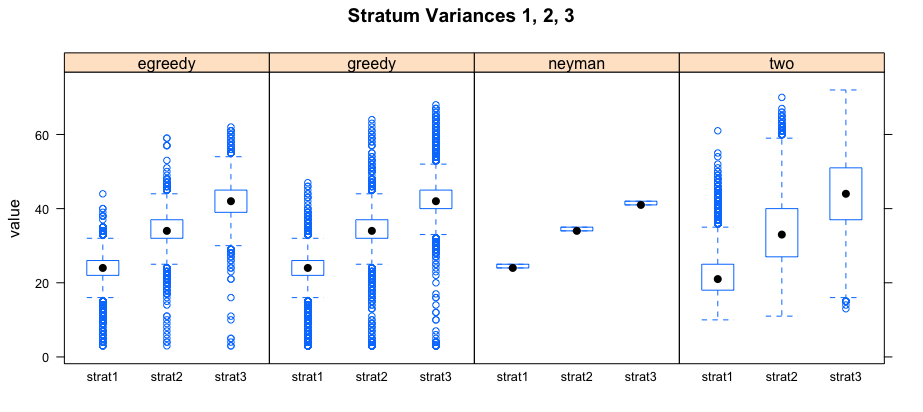 Stratum Variances 1, 2, 3
egreedy greedy neyman two
value
60
40
20
0
strat1 strat2 strat3 strat1 strat2 strat3 strat1 strat2 strat3 strat1 strat2 strat3